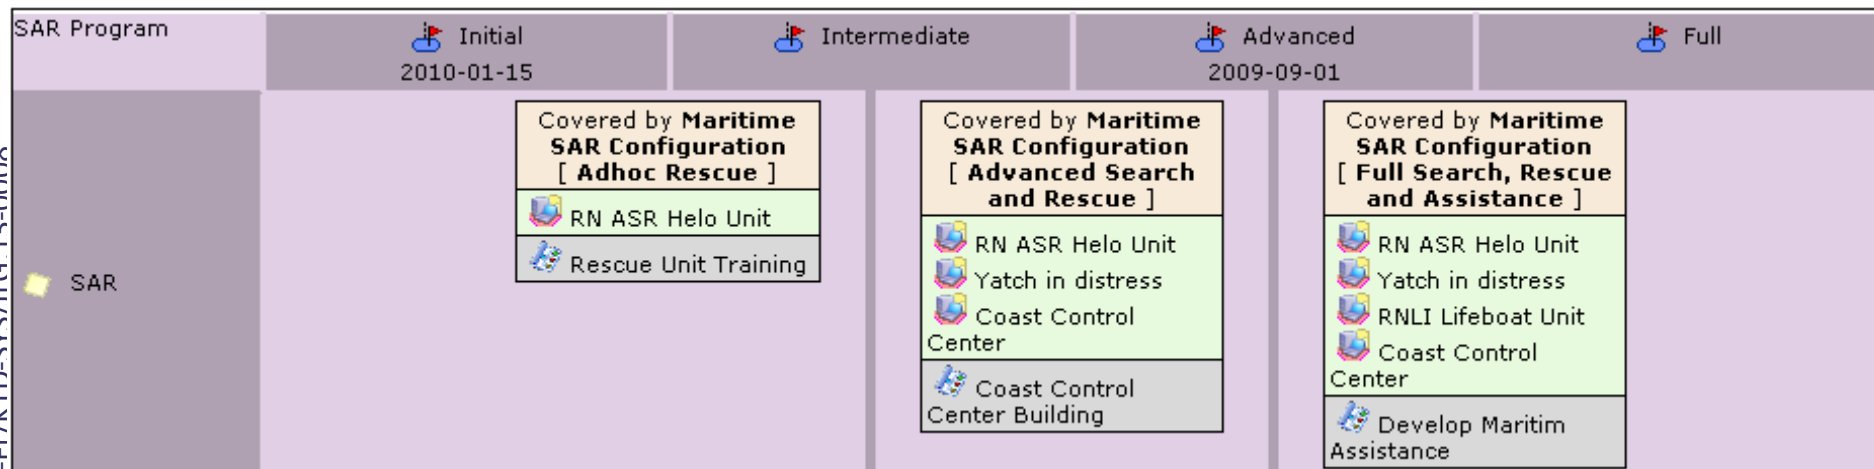 SAR Program
Initial
2010-01-15
Intermediate
Advanced
2009-09-01
Full
SAR
Covered by Maritime
SAR Configuration
[ Adhoc Rescue ]
RN ASR Helo Unit
Rescue Unit Training
Covered by Maritime
SAR Configuration
[ Advanced Search
and Rescue ]
RN ASR Helo Unit
Yatch in distress
Coast Control
Center
Coast Control
Center Building
Covered by Maritime
SAR Configuration
[ Full Search, Rescue
and Assistance ]
RN ASR Helo Unit
Yatch in distress
RNLI Lifeboat Unit
Coast Control
Center
Develop Maritim
Assistance